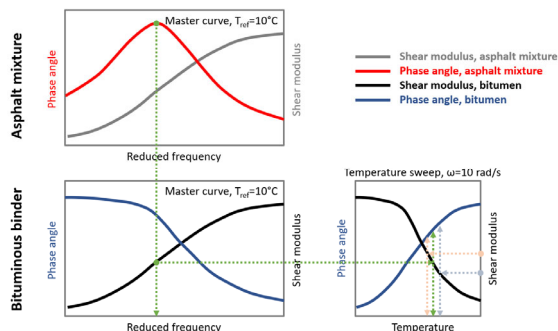 Asphalt mixture
Phase angle
Master curve, Tref=10°C
Shear modulus
Reduced frequency
Shear modulus, asphalt mixture
Phase angle, asphalt mixture
Shear modulus, bitumen
Phase angle, bitumen
Bituminous binder
Phase angle
Master curve, Tref=10°C
Shear modulus
Reduced frequency
Temperature sweep, ω=10 rad/s
Phase angle
Shear modulus
Temperature